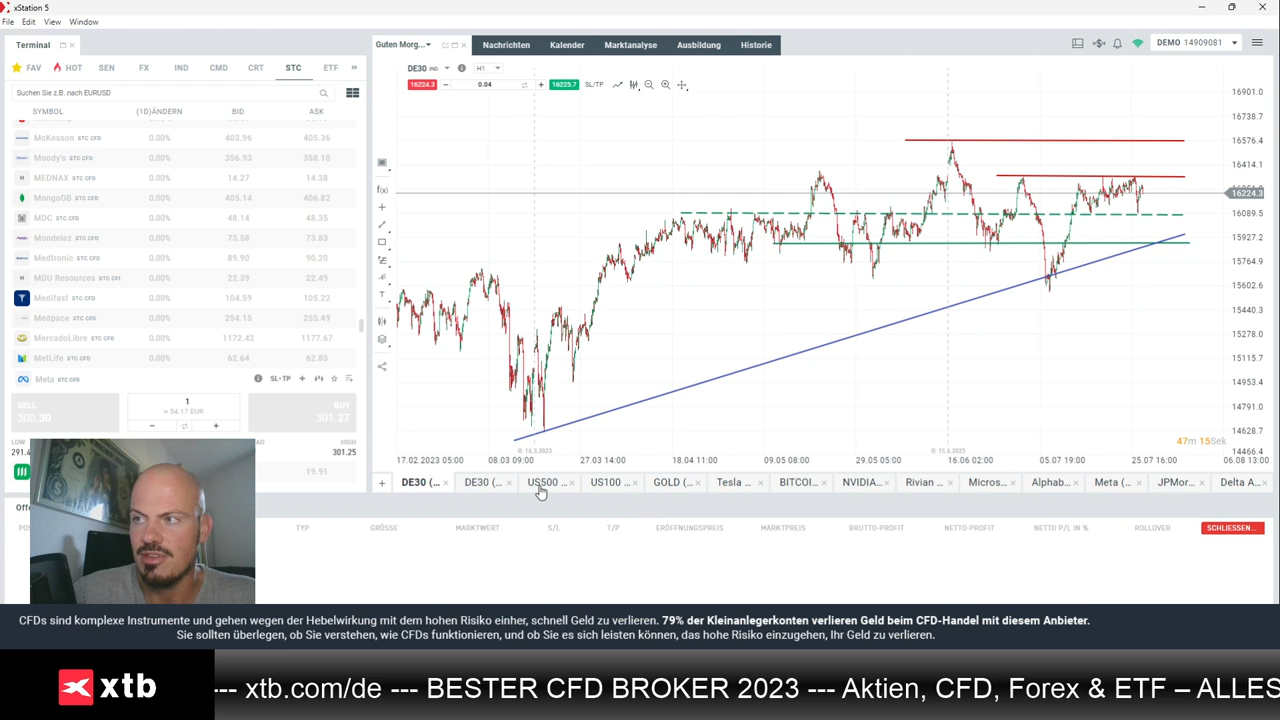 xStation 5
File Edit View Window
Terminal
Guten Morg...
Nachrichten Kalender Marktanalyse Ausbildung Historie
DEMO 14909081
FAV HOT SEN FX IND CMD CRT STC ETF
DE30 IND H1
Suchen Sie z.B. nach EURUSD
16224.3 0.04 16225.7 SL/TP
SYMBOL (1D)ÄNDERN BID ASK
McKesson STC CFD 0.00% 403.96 405.36
Moody's STC CFD 0.00% 356.93 358.10
MEDNAX STC CFD 0.00% 14.27 14.38
MongoDB STC CFD 0.00% 405.14 406.82
MDC STC CFD 0.00% 48.14 48.35
Mondelez STC CFD 0.00% 73.58 73.83
Medtronic STC CFD 0.00% 89.90 90.20
MDU Resources STC CFI 0.00% 22.39 22.49
Medifast STC CFD 0.00% 104.59 105.22
Medpace STC CFD 0.00% 254.15 255.49
MercadoLibre STC CFD 0.00% 1172.42 1177.67
MetLife STC CFD 0.00% 62.64 62.85
Meta STC CFD SL•TP
SELL 1 BUY
300.30 ≈ 54.17 EUR 301.27
LOW AD HIGH
291.4 301.25
19.91
16901.0
16738.7
16576.4
16414.1
16224.3
16089.5
15927.2
15764.9
15602.6
15440.3
15278.0
15115.7
14953.4
14791.0
14628.7
14466.4
47m 15Sek
R: 14.3.2023 R: 15.6.2023
17.02.2023 05:00 08.03 09:00 27.03 14:00 18.04 11:00 09.05 08:00 29.05 05:00 16.06 02:00 05.07 19:00 25.07 16:00 06.08 13:00
DE30 (... DE30 (... US500 ... US100 ... GOLD (... Tesla ... BITCOI... NVIDIA... Rivian ... Micros... Alphab... Meta (... JPMor... Delta A...
Off
PO TYP GRÖSSE MARKTWERT S/L T/P ERÖFFNUNGSPREIS MARKTPREIS BRUTTO-PROFIT NETTO-PROFIT NETTO P/L IN % ROLLOVER SCHLIESSEN...
CFDs sind komplexe Instrumente und gehen wegen der Hebelwirkung mit dem hohen Risiko einher, schnell Geld zu verlieren. 79% der Kleinanlegerkonten verlieren Geld beim CFD-Handel mit diesem Anbieter.
Sie sollten überlegen, ob Sie verstehen, wie CFDs funktionieren, und ob Sie es sich leisten können, das hohe Risiko einzugehen, Ihr Geld zu verlieren.
xtb
--- xtb.com/de --- BESTER CFD BROKER 2023 --- Aktien, CFD, Forex & ETF – ALLES